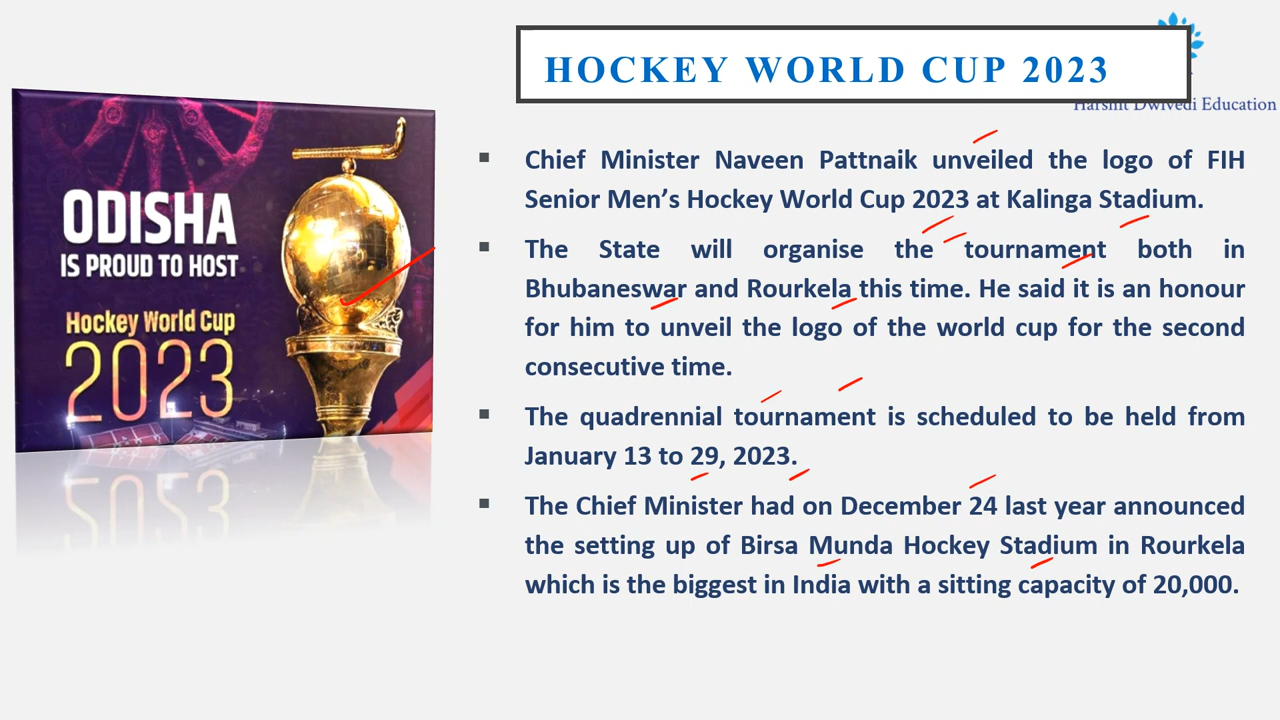 HOCKEY WORLD CUP 2023
Harshit Dwivedi Education
ODISHA
IS PROUD TO HOST
Hockey World Cup
2023
▪ Chief Minister Naveen Pattnaik unveiled the logo of FIH
Senior Men’s Hockey World Cup 2023 at Kalinga Stadium.
▪ The State will organise the tournament both in
Bhubaneswar and Rourkela this time. He said it is an honour
for him to unveil the logo of the world cup for the second
consecutive time.
▪ The quadrennial tournament is scheduled to be held from
January 13 to 29, 2023.
▪ The Chief Minister had on December 24 last year announced
the setting up of Birsa Munda Hockey Stadium in Rourkela
which is the biggest in India with a sitting capacity of 20,000.